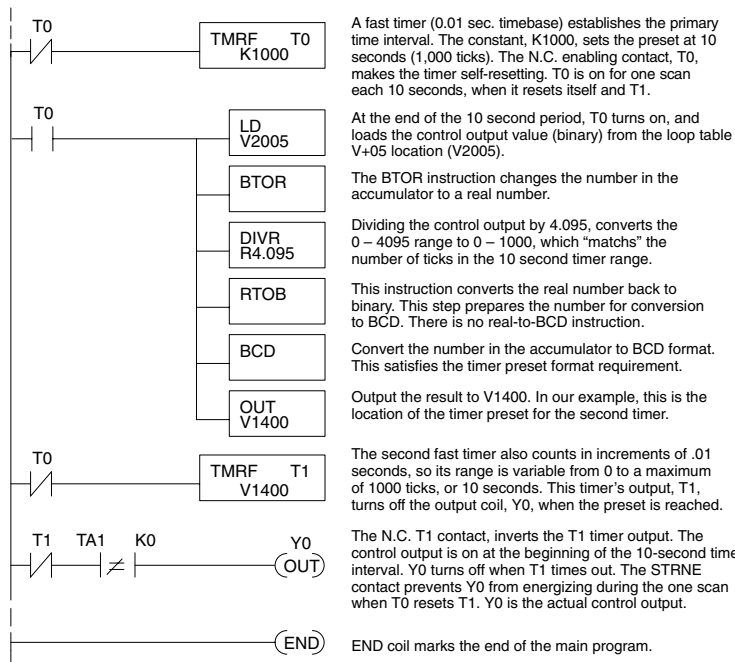 T0
TMRF T0
K1000
A fast timer (0.01 sec. timebase) establishes the primary
time interval. The constant, K1000, sets the preset at 10
seconds (1,000 ticks). The N.C. enabling contact, T0,
makes the timer self-resetting. T0 is on for one scan
each 10 seconds, when it resets itself and T1.
T0
LD
V2005
At the end of the 10 second period, T0 turns on, and
loads the control output value (binary) from the loop table
V+05 location (V2005).
BTOR
The BTOR instruction changes the number in the
accumulator to a real number.
DIVR
R4.095
Dividing the control output by 4.095, converts the
0 – 4095 range to 0 – 1000, which “matchs” the
number of ticks in the 10 second timer range.
RTOB
This instruction converts the real number back to
binary. This step prepares the number for conversion
to BCD. There is no real-to-BCD instruction.
BCD
Convert the number in the accumulator to BCD format.
This satisfies the timer preset format requirement.
OUT
V1400
Output the result to V1400. In our example, this is the
location of the timer preset for the second timer.
T0
TMRF T1
V1400
The second fast timer also counts in increments of .01
seconds, so its range is variable from 0 to a maximum
of 1000 ticks, or 10 seconds. This timer’s output, T1,
turns off the output coil, Y0, when the preset is reached.
T1 TA1 K0 Y0
≠ OUT
The N.C. T1 contact, inverts the T1 timer output. The
control output is on at the beginning of the 10-second time
interval. Y0 turns off when T1 times out. The STRNE
contact prevents Y0 from energizing during the one scan
when T0 resets T1. Y0 is the actual control output.
END
END coil marks the end of the main program.